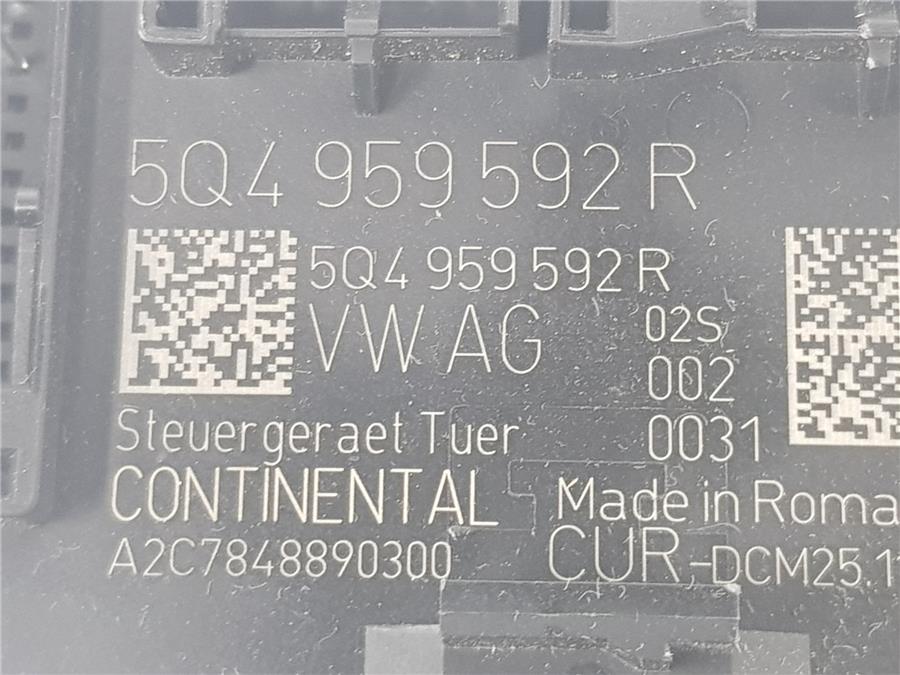 5Q4 959 592 R
5Q4 959 592 R
VW AG 02S
002
Steuergeraet Tuer 0031
CONTINENTAL Made in Roma
A2C7848890300 CUR-DCM25.1